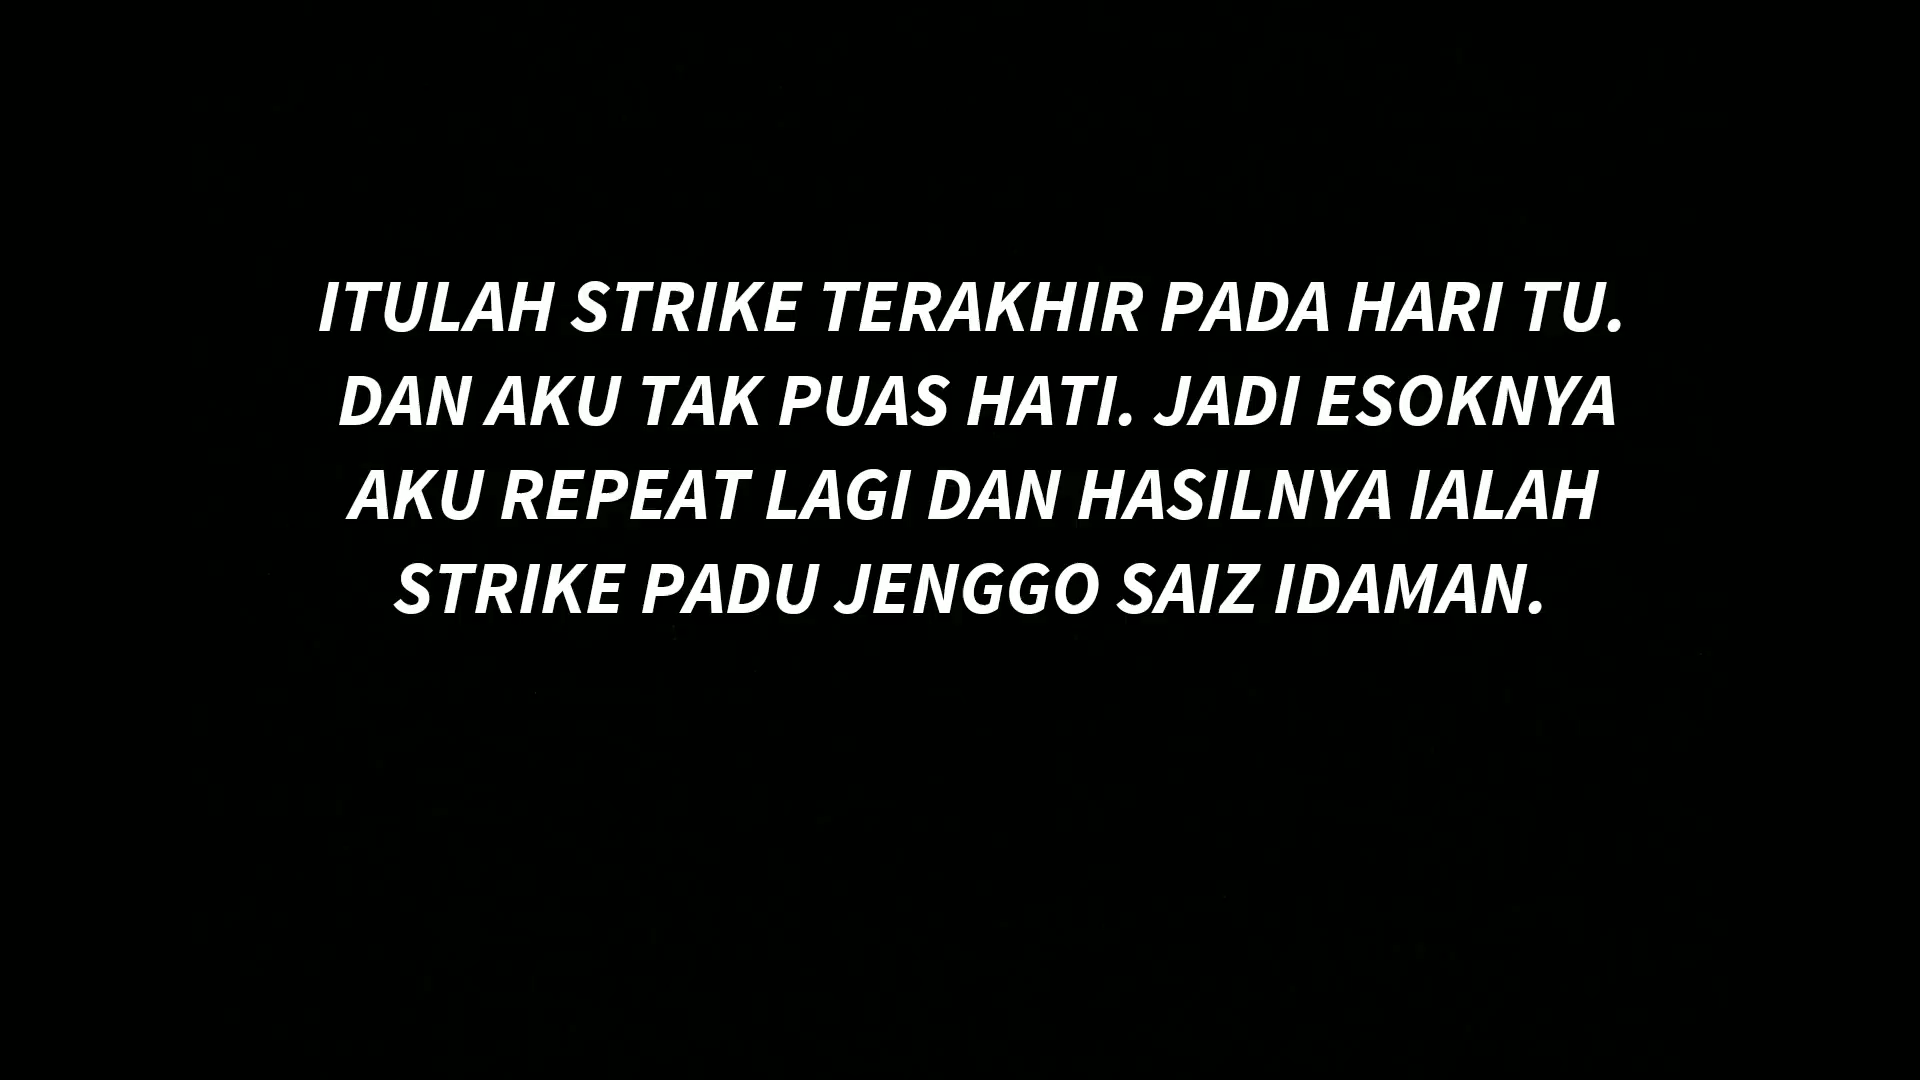 ITULAH STRIKE TERAKHIR PADA HARI TU.
DAN AKU TAK PUAS HATI. JADI ESOKNYA
AKU REPEAT LAGI DAN HASILNYA IALAH
STRIKE PADU JENGGO SAIZ IDAMAN.